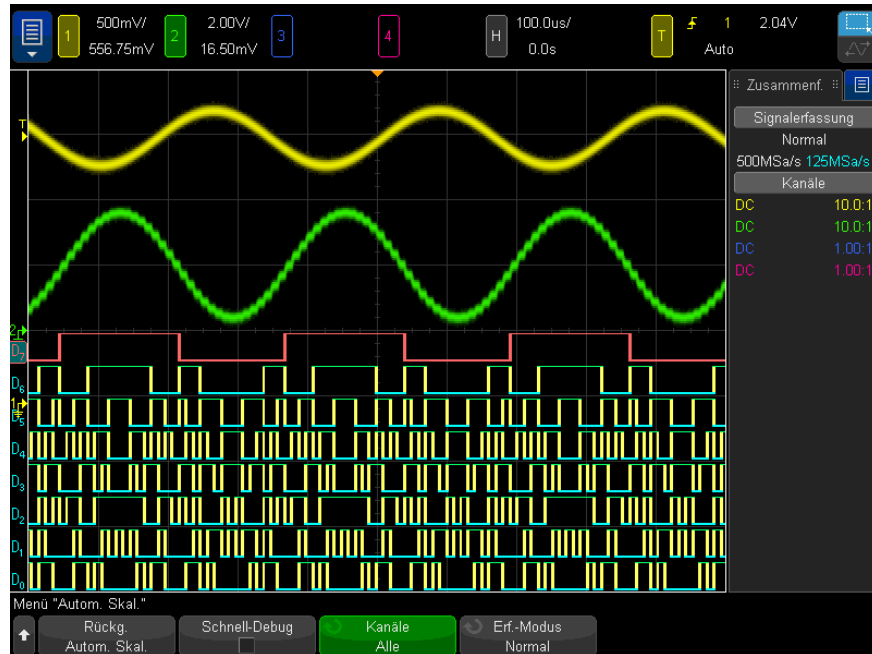 1 500mV/ 2 2.00V/ 3 4 H 100.0us/ T 1 2.04V
556.75mV 16.50mV 0.0s Auto
Zusammenf.
Signalerfassung
Normal
500MSa/s 125MSa/s
Kanäle
DC 10.0:1
DC 10.0:1
DC 1.00:1
DC 1.00:1
T
2
D7
D6
1
D5
D4
D3
D2
D1
D0
Menü "Autom. Skal."
Rückg. Schnell-Debug Kanäle Erf.-Modus
Autom. Skal. Alle Normal